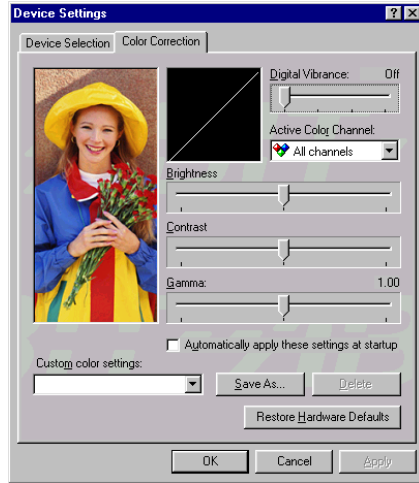 Device Settings
Device Selection
Color Correction
Digital Vibrance: Off
Active Color Channel:
All channels
Brightness
Contrast
Gamma: 1.00
Automatically apply these settings at startup
Custom color settings:
Save As...
Delete
Restore Hardware Defaults
OK
Cancel
Apply